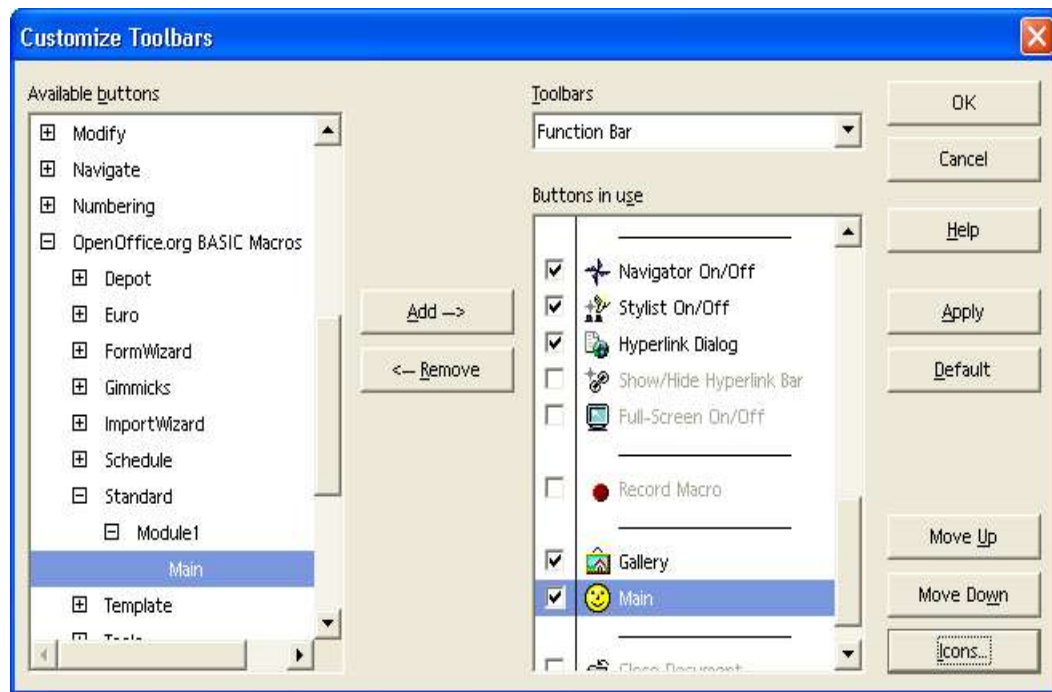 Customize Toolbars
Available buttons
Modify
Navigate
Numbering
OpenOffice.org BASIC Macros
Depot
Euro
FormWizard
Gimmicks
ImportWizard
Schedule
Standard
Module1
Main
Template
Tools
Add -->
<-- Remove
Toolbars
Function Bar
Buttons in use
Navigator On/Off
Stylist On/Off
Hyperlink Dialog
Show/Hide Hyperlink Bar
Full-Screen On/Off
Record Macro
Gallery
Main
Close Document
OK
Cancel
Help
Apply
Default
Move Up
Move Down
Icons...